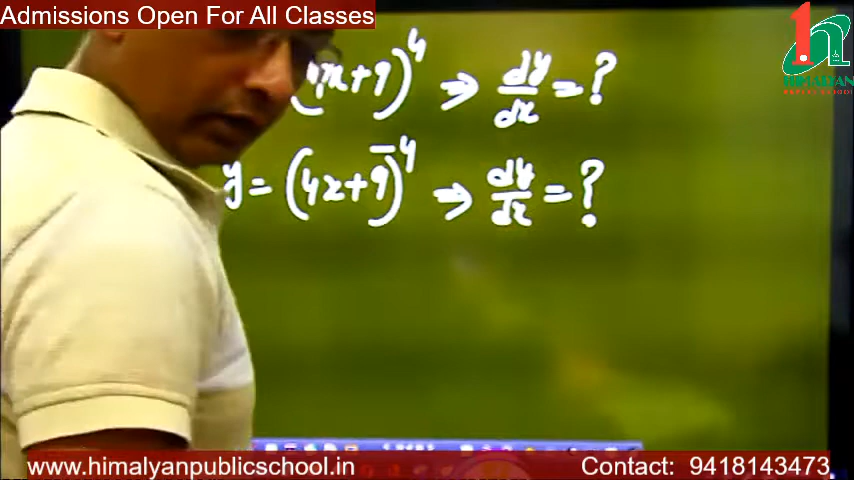 Admissions Open For All Classes
(4x+9)^4 ⇒ dy/dx = ?
y = (4x+9)^-4 ⇒ dy/dx = ?
www.himalyanpublicschool.in
Contact: 9418143473